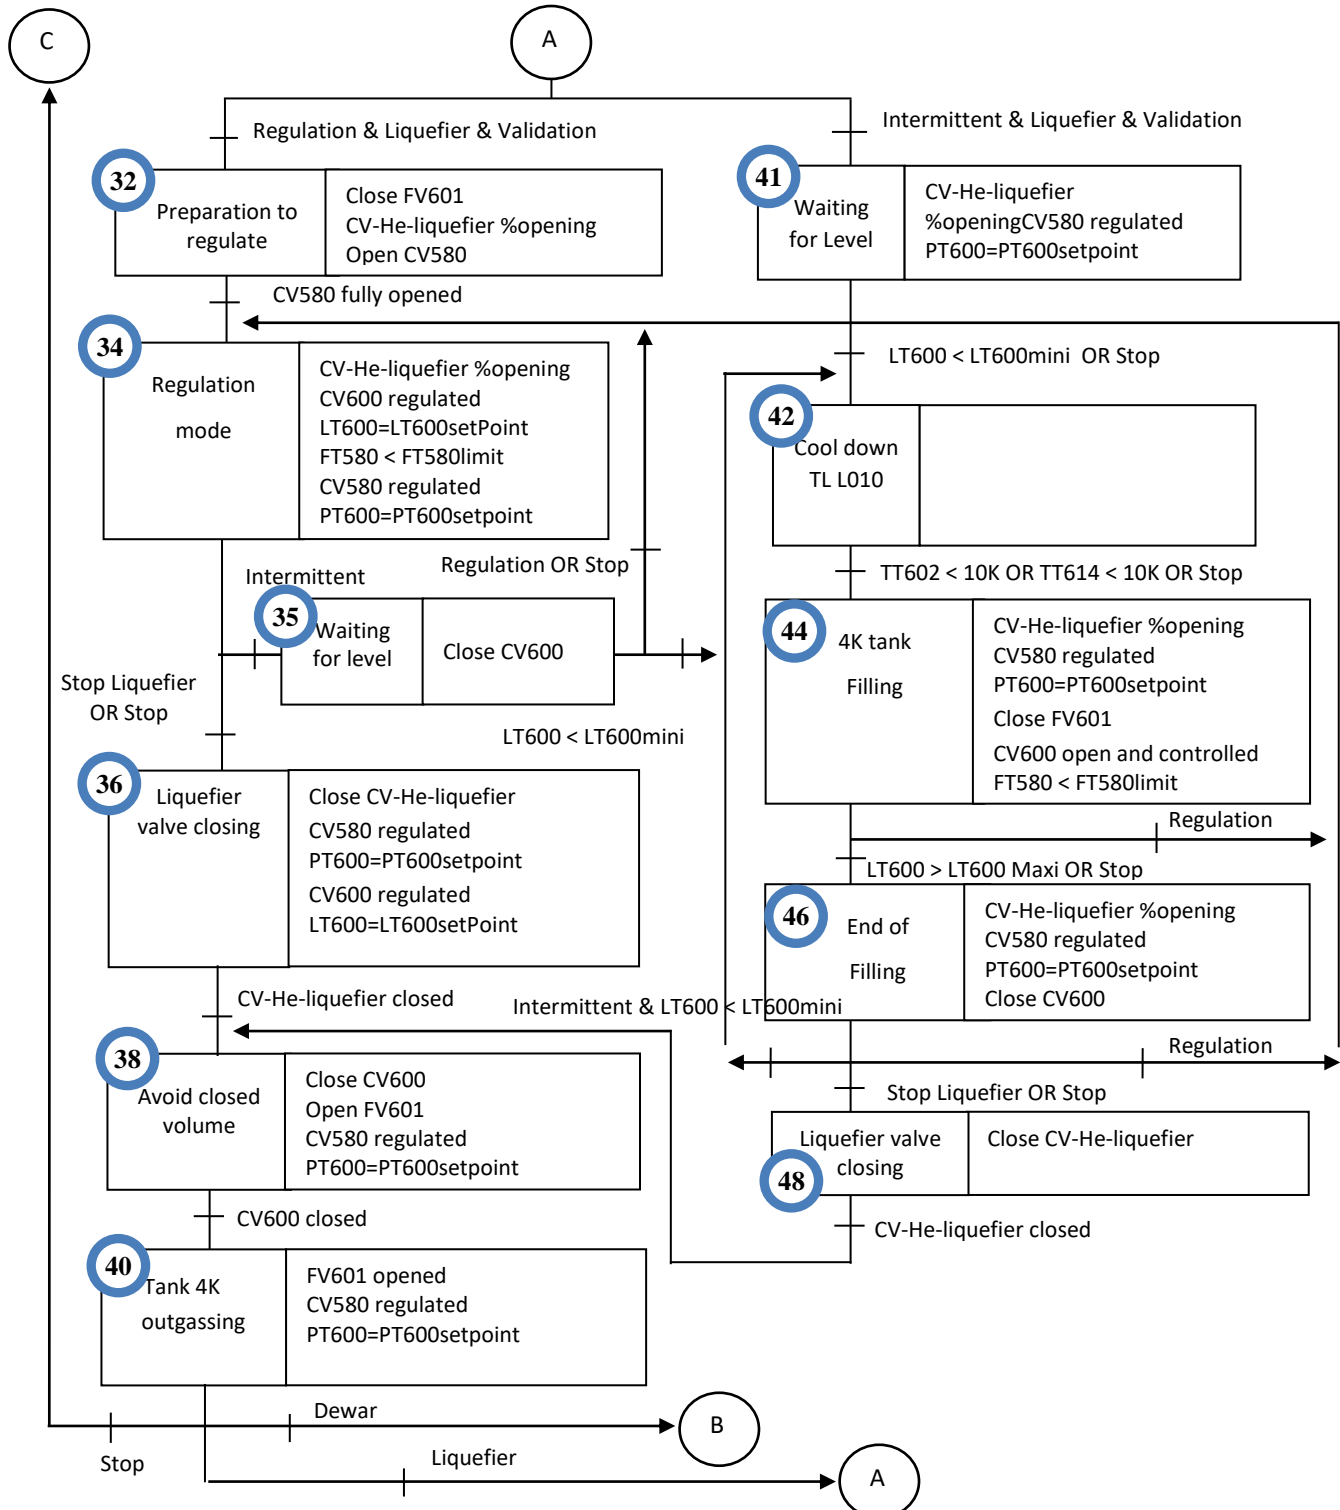 C
A
Regulation & Liquefier & Validation
Intermittent & Liquefier & Validation
32
Preparation to
regulate
Close FV601
CV-He-liquefier %opening
Open CV580
41
Waiting
for Level
CV-He-liquefier
%openingCV580 regulated
PT600=PT600setpoint
CV580 fully opened
34
Regulation
mode
CV-He-liquefier %opening
CV600 regulated
LT600=LT600setPoint
FT580 < FT580limit
CV580 regulated
PT600=PT600setpoint
LT600 < LT600mini OR Stop
42
Cool down
TL L010
Intermittent
Regulation OR Stop
TT602 < 10K OR TT614 < 10K OR Stop
35
Waiting
for level
Close CV600
44
4K tank
Filling
CV-He-liquefier %opening
CV580 regulated
PT600=PT600setpoint
Close FV601
CV600 open and controlled
FT580 < FT580limit
Stop Liquefier
OR Stop
LT600 < LT600mini
36
Liquefier
valve closing
Close CV-He-liquefier
CV580 regulated
PT600=PT600setpoint
CV600 regulated
LT600=LT600setPoint
Regulation
LT600 > LT600 Maxi OR Stop
46
End of
Filling
CV-He-liquefier %opening
CV580 regulated
PT600=PT600setpoint
Close CV600
CV-He-liquefier closed
Intermittent & LT600 < LT600mini
Regulation
38
Avoid closed
volume
Close CV600
Open FV601
CV580 regulated
PT600=PT600setpoint
Stop Liquefier OR Stop
Liquefier valve
closing
48
Close CV-He-liquefier
CV600 closed
CV-He-liquefier closed
40
Tank 4K
outgassing
FV601 opened
CV580 regulated
PT600=PT600setpoint
Dewar
B
Stop
Liquefier
A